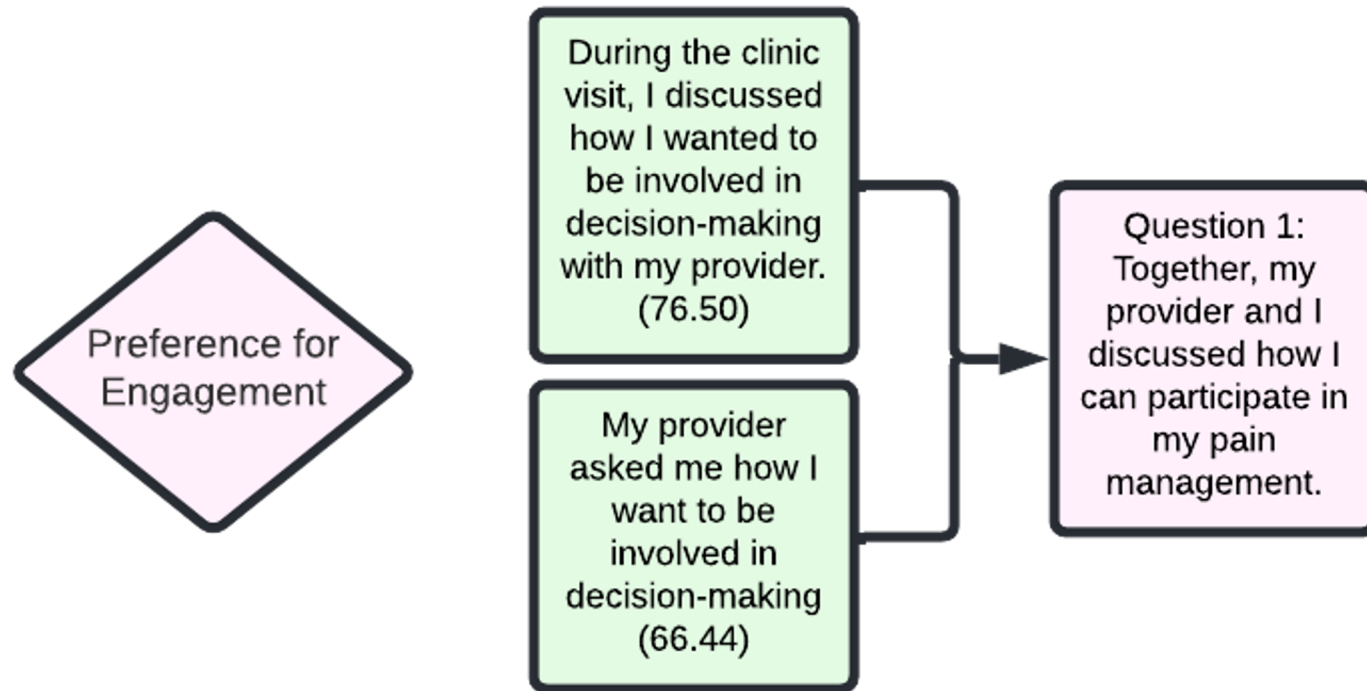 Preference for
Engagement
During the clinic
visit, I discussed
how I wanted to
be involved in
decision-making
with my provider.
(76.50)
My provider
asked me how I
want to be
involved in
decision-making
(66.44)
Question 1:
Together, my
provider and I
discussed how I
can participate in
my pain
management.